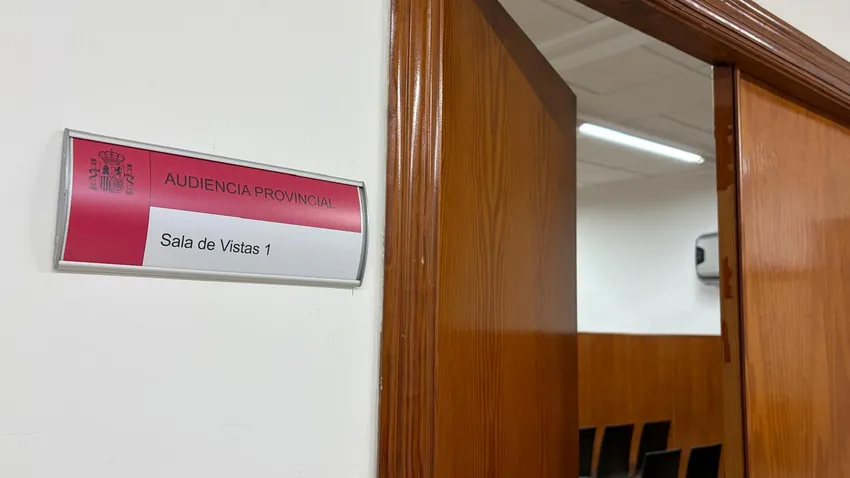 AUDIENCIA PROVINCIAL
Sala de Vistas 1